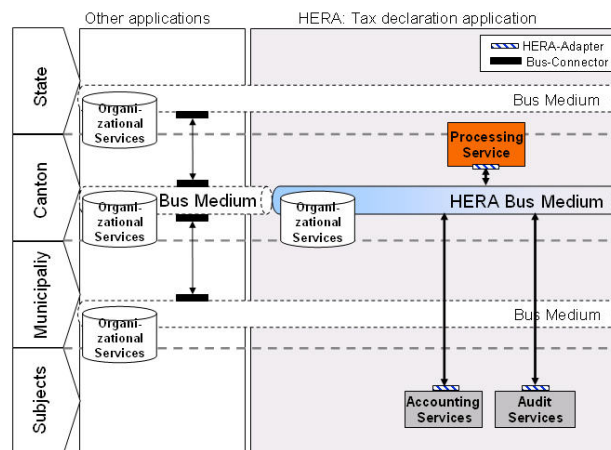 Other applications
HERA: Tax declaration application
HERA-Adapter
Bus-Connector
State
Bus Medium
Organi-
zational
Services
Processing
Service
Canton
Organi-
zational
Services
Bus Medium
Organi-
zational
Services
HERA Bus Medium
Municipaliy
Bus Medium
Organi-
zational
Services
Subjects
Accounting
Services
Audit
Services